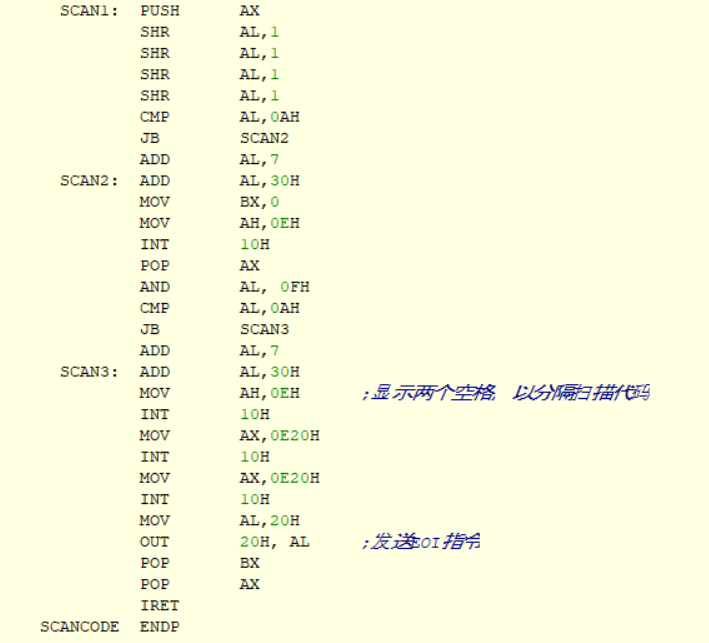 SCAN1: PUSH AX
SHR AL,1
SHR AL,1
SHR AL,1
SHR AL,1
CMP AL,0AH
JB SCAN2
ADD AL,7
SCAN2: ADD AL,30H
MOV BX,0
MOV AH,0EH
INT 10H
POP AX
AND AL, 0FH
CMP AL,0AH
JB SCAN3
ADD AL,7
SCAN3: ADD AL,30H
MOV AH,0EH ;显示两个空格，以分隔扫描代码
INT 10H
MOV AX,0E20H
INT 10H
MOV AX,0E20H
INT 10H
MOV AL,20H
OUT 20H, AL ;发送EOI指令
POP BX
POP AX
IRET
SCANCODE ENDP